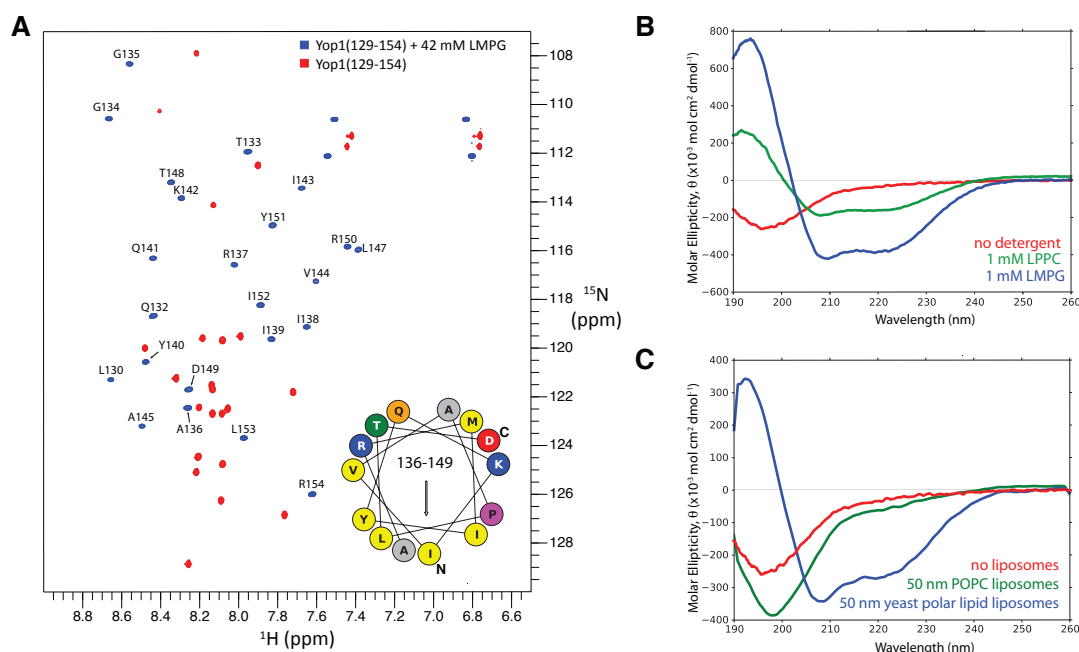 A
Yop1(129-154) + 42 mM LMPG
Yop1(129-154)
G135
G134
T133
T148
K142
I143
Y151
Q141
R137
R150
L147
V144
I152
Q132
I138
I139
Y140
L130
D149
A145
A136
L153
R154
108
110
112
114
116
118
120
122
124
126
128
15N
(ppm)
8.8 8.6 8.4 8.2 8.0 7.8 7.6 7.4 7.2 7.0 6.8 6.6
1H (ppm)
Q A M T D C R K V 136-149 P Y L I A I N
B
800
600
400
200
0
−200
−400
−600
190 200 210 220 230 240 250 260
Molar Ellipticity, θ (x10-3 mol cm2 dmol-1)
Wavelength (nm)
no detergent
1 mM LPPC
1 mM LMPG
C
400
300
200
100
0
−100
−200
−300
−400
190 200 210 220 230 240 250 260
Molar Ellipticity, θ (x10-3 mol cm2 dmol-1)
Wavelength (nm)
no liposomes
50 nm POPC liposomes
50 nm yeast polar lipid liposomes